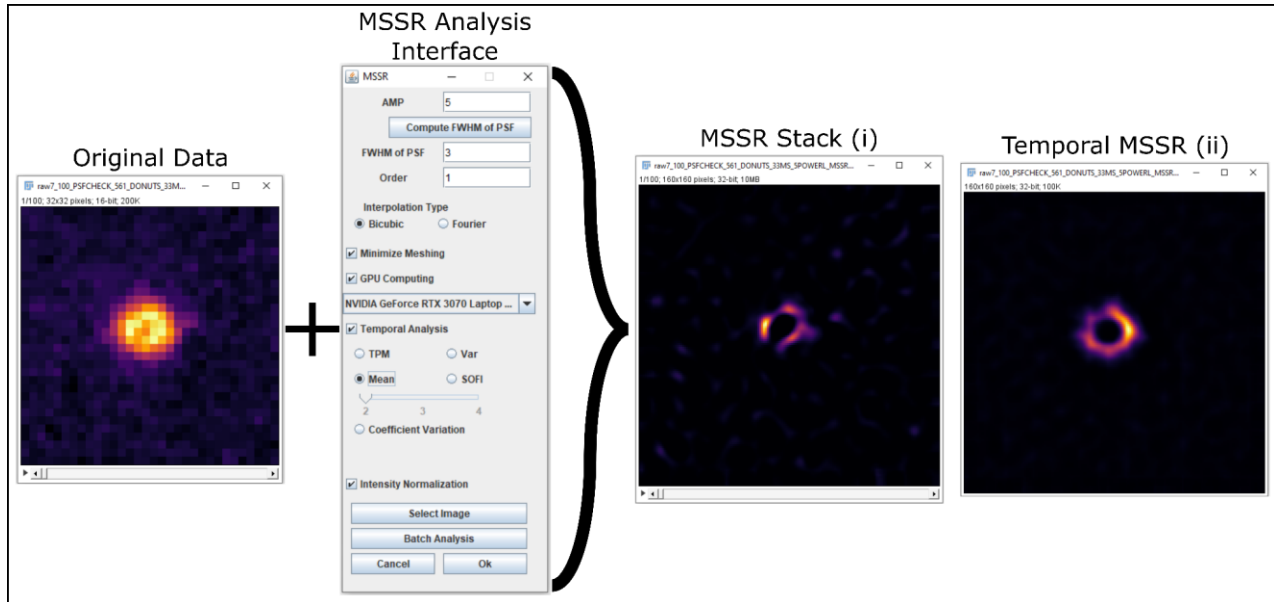 MSSR Analysis
Interface
Original Data
raw7_100_PSFCHECK_561_DONUTS_33M...
1/100; 32x32 pixels; 16-bit; 200K
MSSR
AMP
5
Compute FWHM of PSF
FWHM of PSF
3
Order
1
Interpolation Type
Bicubic
Fourier
Minimize Meshing
GPU Computing
NVIDIA GeForce RTX 3070 Laptop ...
Temporal Analysis
TPM
Var
Mean
SOFI
2 3 4
Coefficient Variation
Intensity Normalization
Select Image
Batch Analysis
Cancel
Ok
MSSR Stack (i)
raw7_100_PSFCHECK_561_DONUTS_33MS_5POWERL_MSSR...
1/100; 160x160 pixels; 32-bit; 10MB
Temporal MSSR (ii)
raw7_100_PSFCHECK_561_DONUTS_33MS_5POWERL_MSSR...
160x160 pixels; 32-bit; 100K